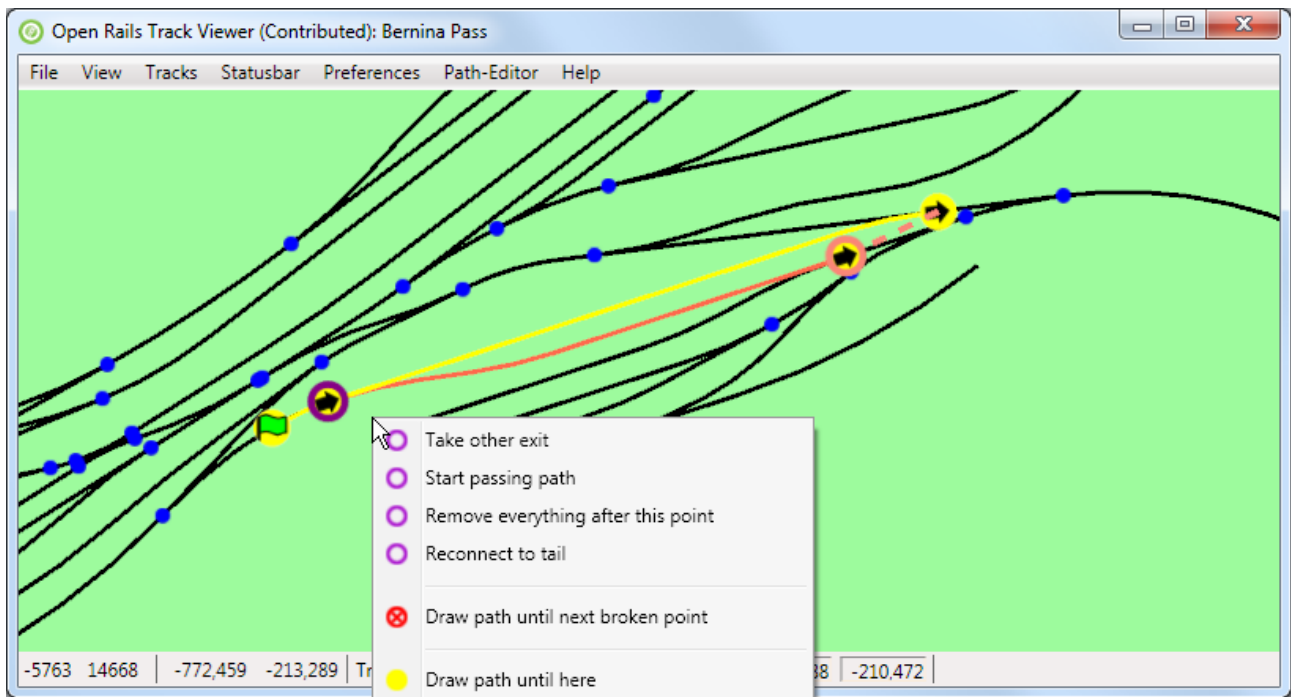 Open Rails Track Viewer (Contributed): Bernina Pass
File View Tracks Statusbar Preferences Path-Editor Help
Take other exit
Start passing path
Remove everything after this point
Reconnect to tail
Draw path until next broken point
Draw path until here
-5763 14668 -772,459 -213,289 -210,472